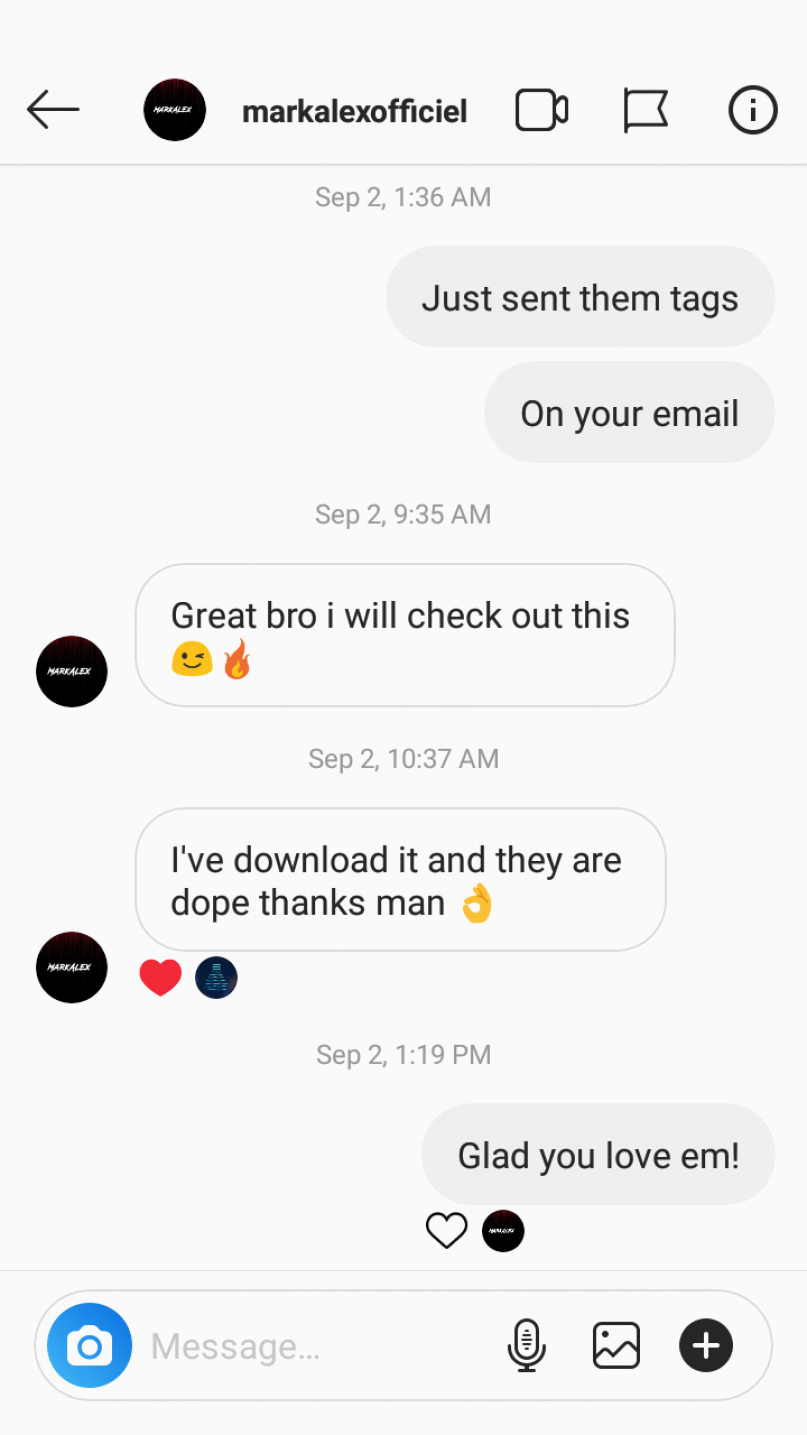 MARKALEX
markalexofficiel
Sep 2, 1:36 AM
Just sent them tags
On your email
Sep 2, 9:35 AM
Great bro i will check out this
😉🔥
MARKALEX
Sep 2, 10:37 AM
I've download it and they are
dope thanks man 👌
MARKALEX
Sep 2, 1:19 PM
Glad you love em!
MARKALEX
Message...